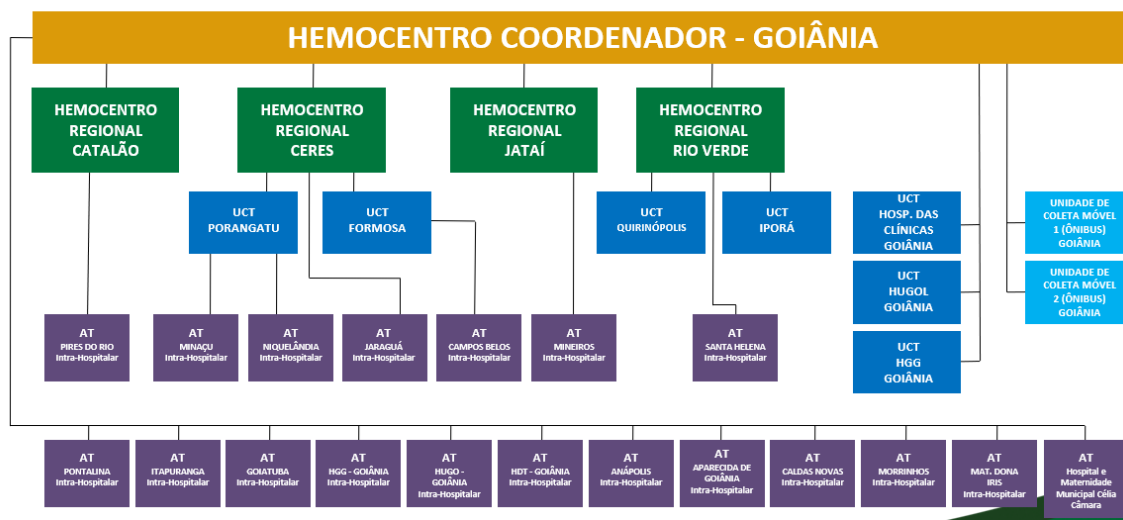 HEMOCENTRO COORDENADOR - GOIÂNIA
HEMOCENTRO
REGIONAL
CATALÃO
HEMOCENTRO
REGIONAL
CERES
HEMOCENTRO
REGIONAL
JATAÍ
HEMOCENTRO
REGIONAL
RIO VERDE
UCT
PORANGATU
UCT
FORMOSA
UCT
QUIRINÓPOLIS
UCT
IPORÁ
UCT
HOSP. DAS
CLÍNICAS
GOIÂNIA
UNIDADE DE
COLETA MÓVEL
1 (ÔNIBUS)
GOIÂNIA
UCT
HUGOL
GOIÂNIA
UNIDADE DE
COLETA MÓVEL
2 (ÔNIBUS)
GOIÂNIA
AT
PIRES DO RIO
Intra-Hospitalar
AT
MINAÇU
Intra-Hospitalar
AT
NIQUELÂNDIA
Intra-Hospitalar
AT
JARAGUÁ
Intra-Hospitalar
AT
CAMPOS BELOS
Intra-Hospitalar
AT
MINEIROS
Intra-Hospitalar
AT
SANTA HELENA
Intra-Hospitalar
UCT
HGG
GOIÂNIA
AT
PONTALINA
Intra-Hospitalar
AT
ITAPURANGA
Intra-Hospitalar
AT
GOIATUBA
Intra-Hospitalar
AT
HGG - GOIÂNIA
Intra-Hospitalar
AT
HUGO -
GOIÂNIA
Intra-Hospitalar
AT
HDT - GOIÂNIA
Intra-Hospitalar
AT
ANÁPOLIS
Intra-Hospitalar
AT
APARECIDA DE
GOIÂNIA
Intra-Hospitalar
AT
CALDAS NOVAS
Intra-Hospitalar
AT
MORRINHOS
Intra-Hospitalar
AT
MAT. DONA
IRIS
Intra-Hospitalar
AT
Hospital e
Maternidade
Municipal Célia
Câmara